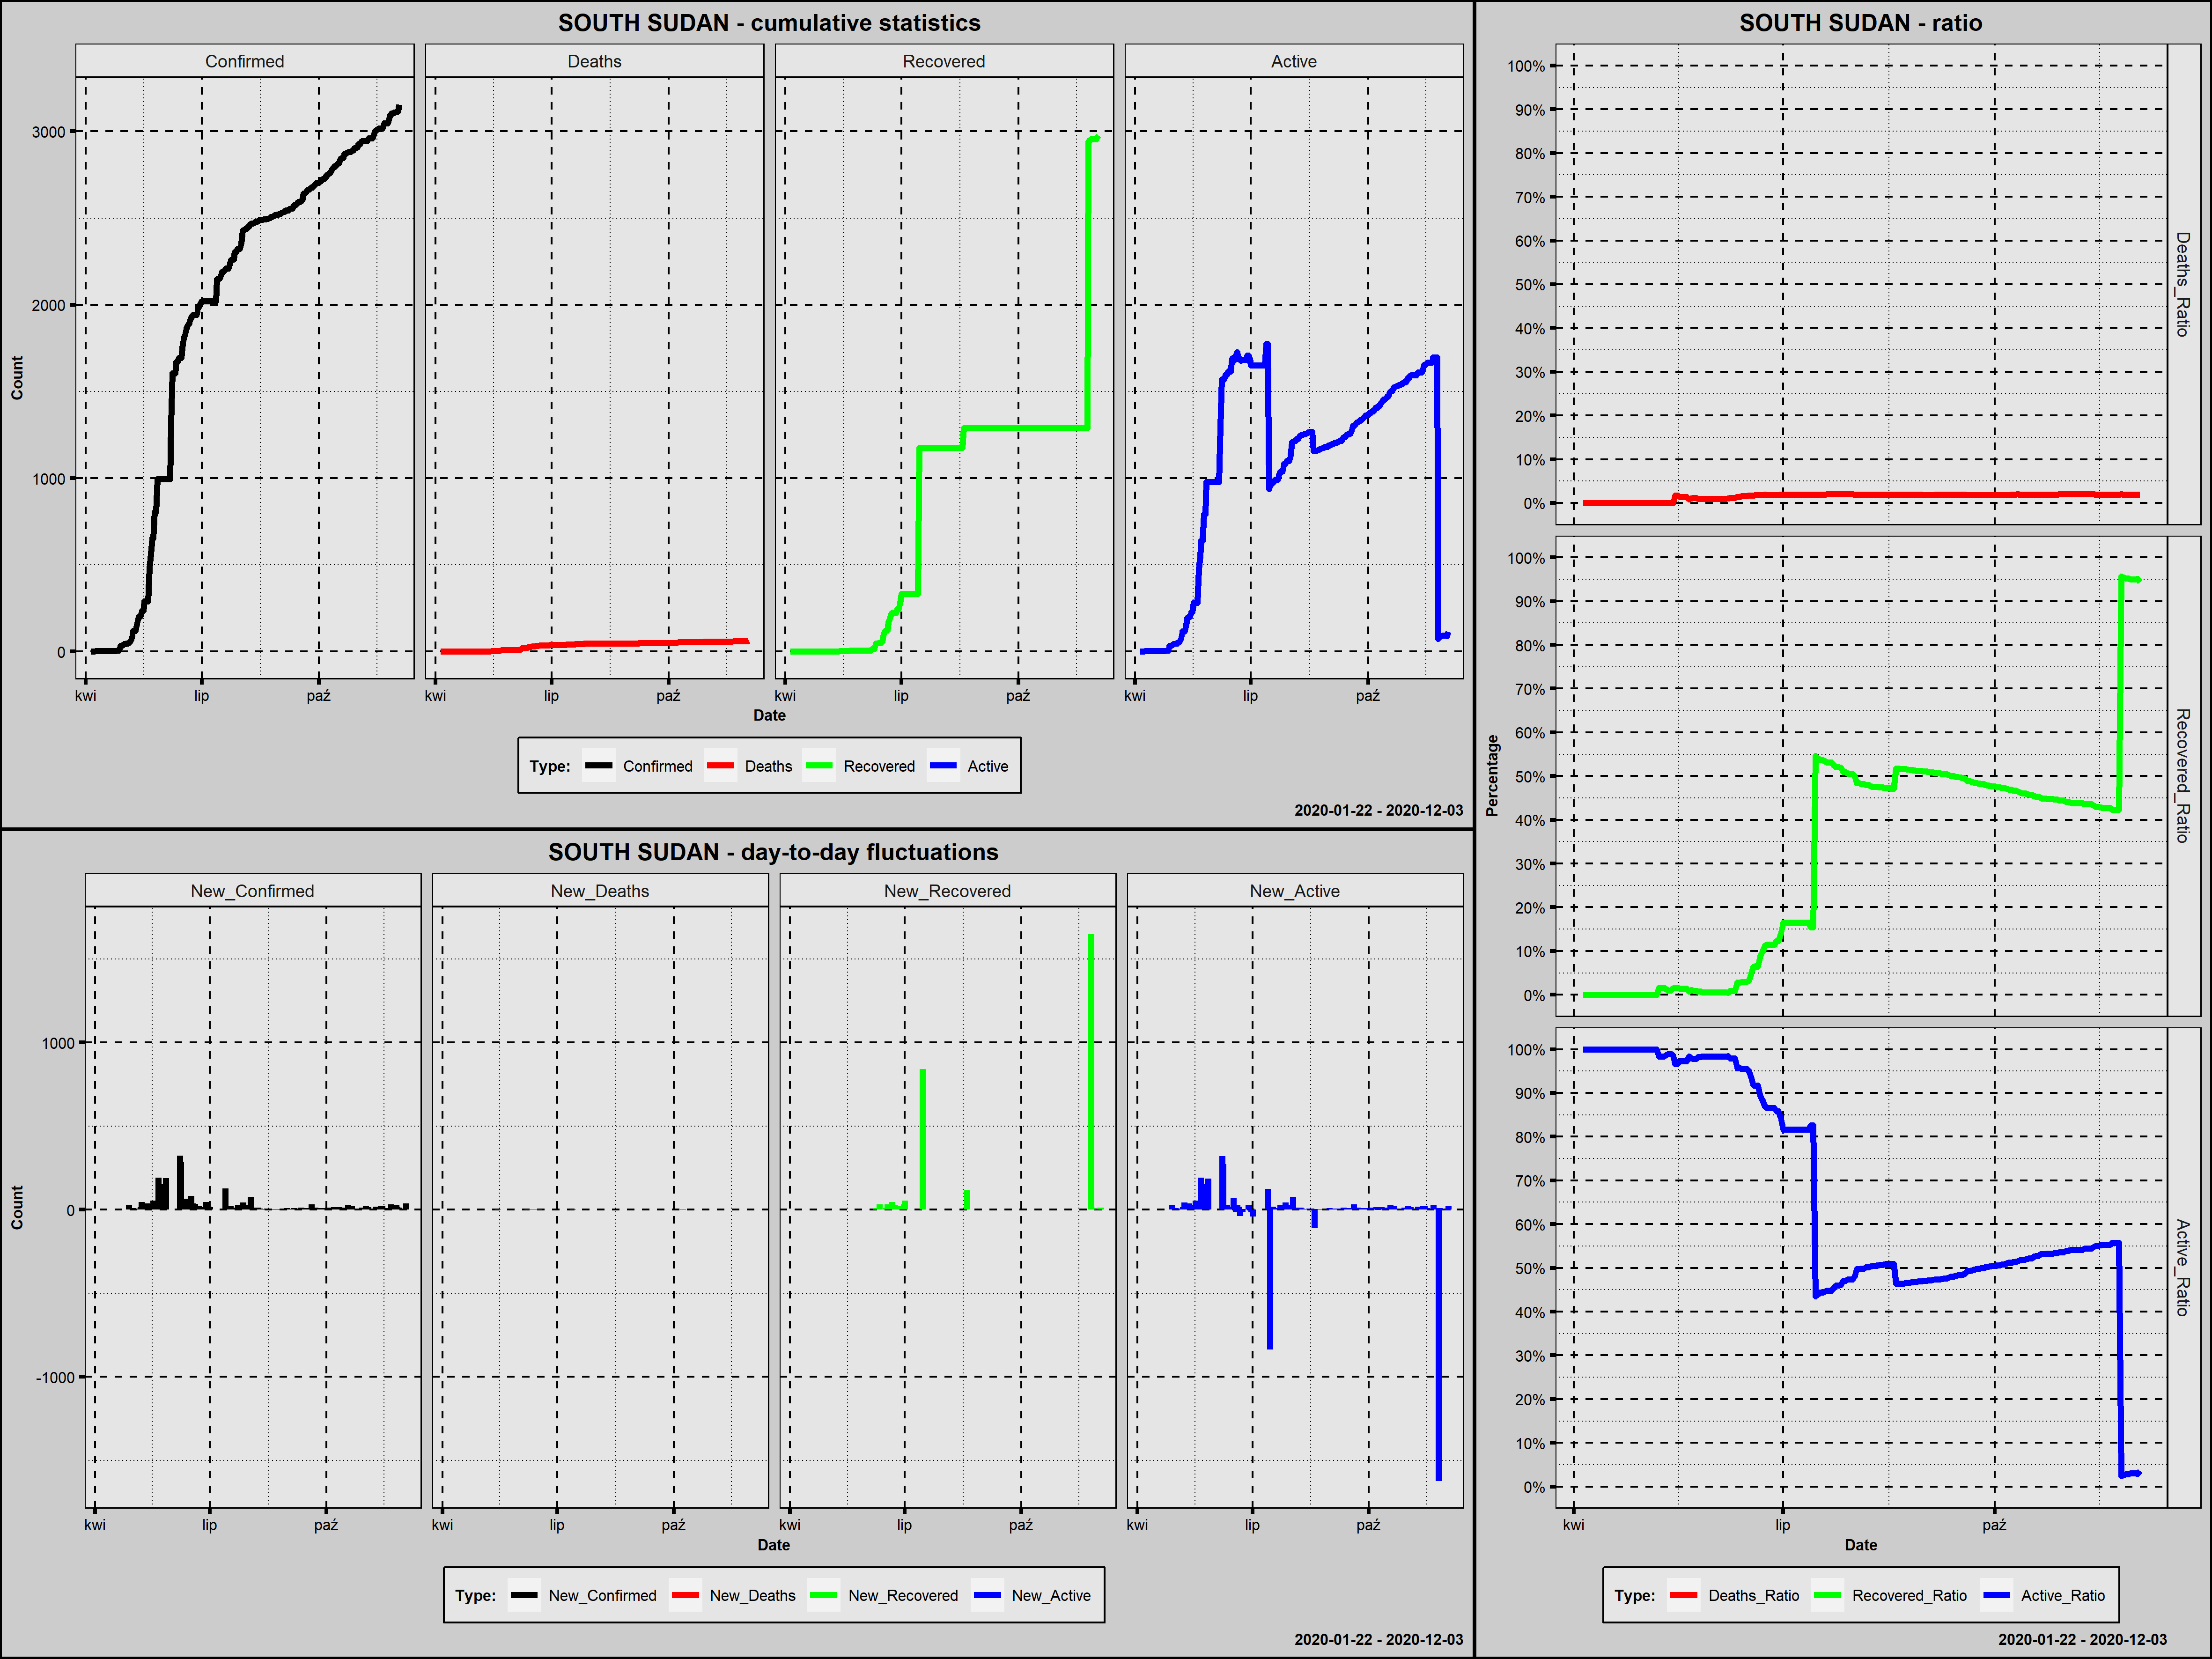 SOUTH SUDAN - cumulative statistics
Confirmed Deaths Recovered Active
3000
2000
1000
0
Count
kwi lip paź kwi lip paź kwi lip paź kwi lip paź
Date
Type: Confirmed Deaths Recovered Active
2020-01-22 - 2020-12-03
SOUTH SUDAN - day-to-day fluctuations
New_Confirmed New_Deaths New_Recovered New_Active
1000
0
-1000
Count
kwi lip paź kwi lip paź kwi lip paź kwi lip paź
Date
Type: New_Confirmed New_Deaths New_Recovered New_Active
2020-01-22 - 2020-12-03
SOUTH SUDAN - ratio
100%
90%
80%
70%
60%
50%
40%
30%
20%
10%
0%
Deaths_Ratio
100%
90%
80%
70%
60%
50%
40%
30%
20%
10%
0%
Recovered_Ratio
Percentage
100%
90%
80%
70%
60%
50%
40%
30%
20%
10%
0%
Active_Ratio
kwi lip paź
Date
Type: Deaths_Ratio Recovered_Ratio Active_Ratio
2020-01-22 - 2020-12-03